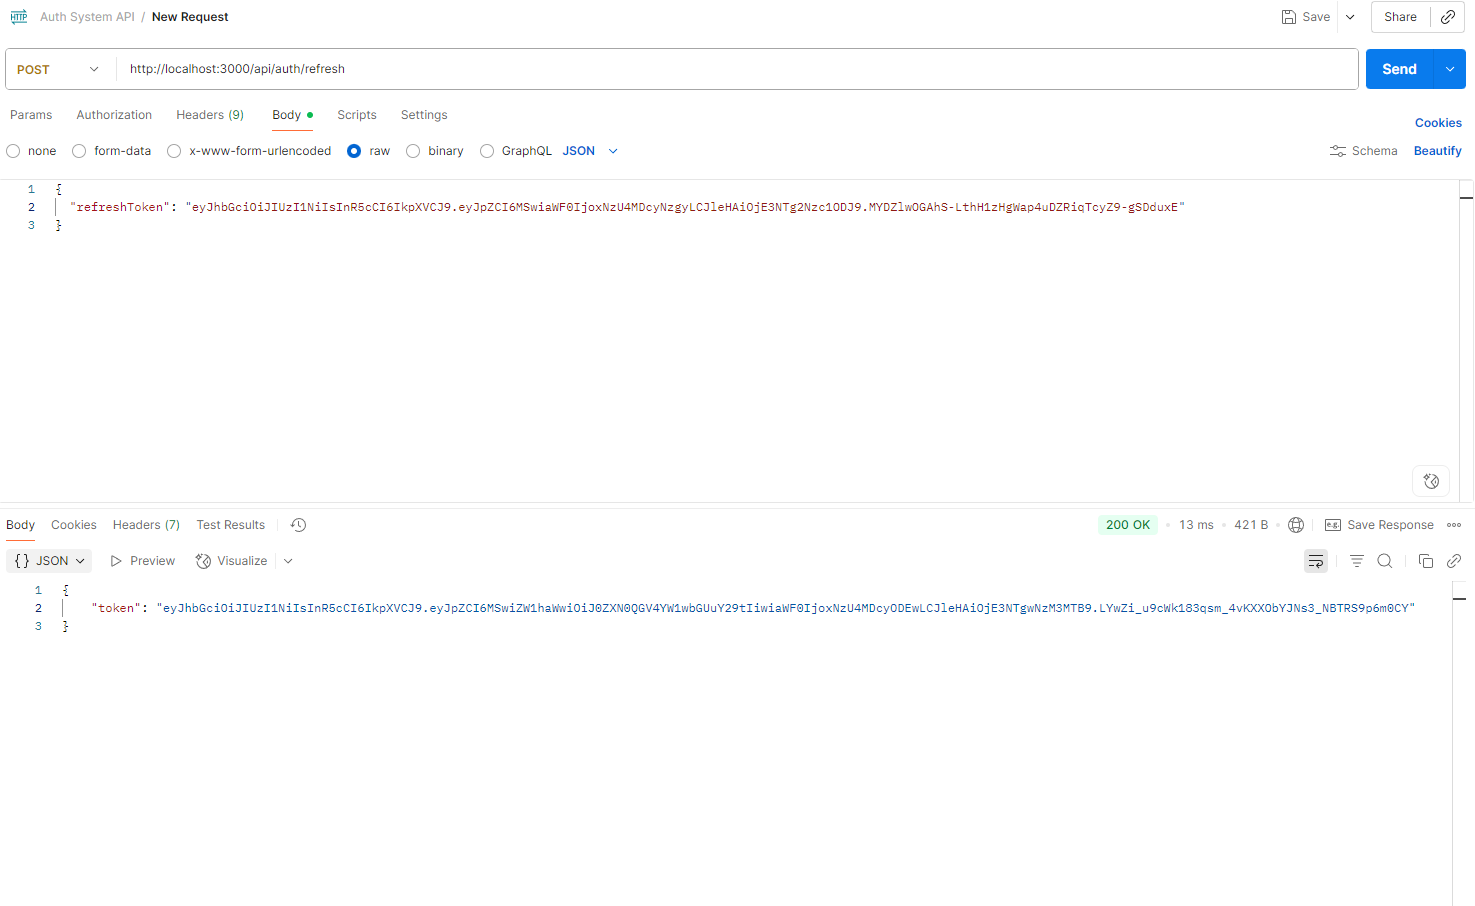 HTTP Auth System API / New Request Save Share
POST http://localhost:3000/api/auth/refresh Send
Params Authorization Headers (9) Body Scripts Settings Cookies
none form-data x-www-form-urlencoded raw binary GraphQL JSON Schema Beautify
1 {
2 "refreshToken": "eyJhbGciOiJIUzI1NiIsInR5cCI6IkpXVCJ9.eyJpZCI6MSwiaWF0IjoxNzU4MDcyNzgyLCJleHAiOjE3NTg2Nzc1ODJ9.MYDZlwOGAhS-LthH1zHgWap4uDZRiqTcyZ9-gSDduxE"
3 }
Body Cookies Headers (7) Test Results 200 OK • 13 ms • 421 B • e.g. Save Response
{} JSON Preview Visualize
1 {
2 "token": "eyJhbGciOiJIUzI1NiIsInR5cCI6IkpXVCJ9.eyJpZCI6MSwiZW1haWwiOiJ0ZXN0QGV4YW1wbGUuY29tIiwiaWF0IjoxNzU4MDcyODEwLCJleHAiOjE3NTgwNzM3MTB9.LYwZi_u9cWk183qsm_4vKXXObYJNs3_NBTRS9p6m0CY"
3 }